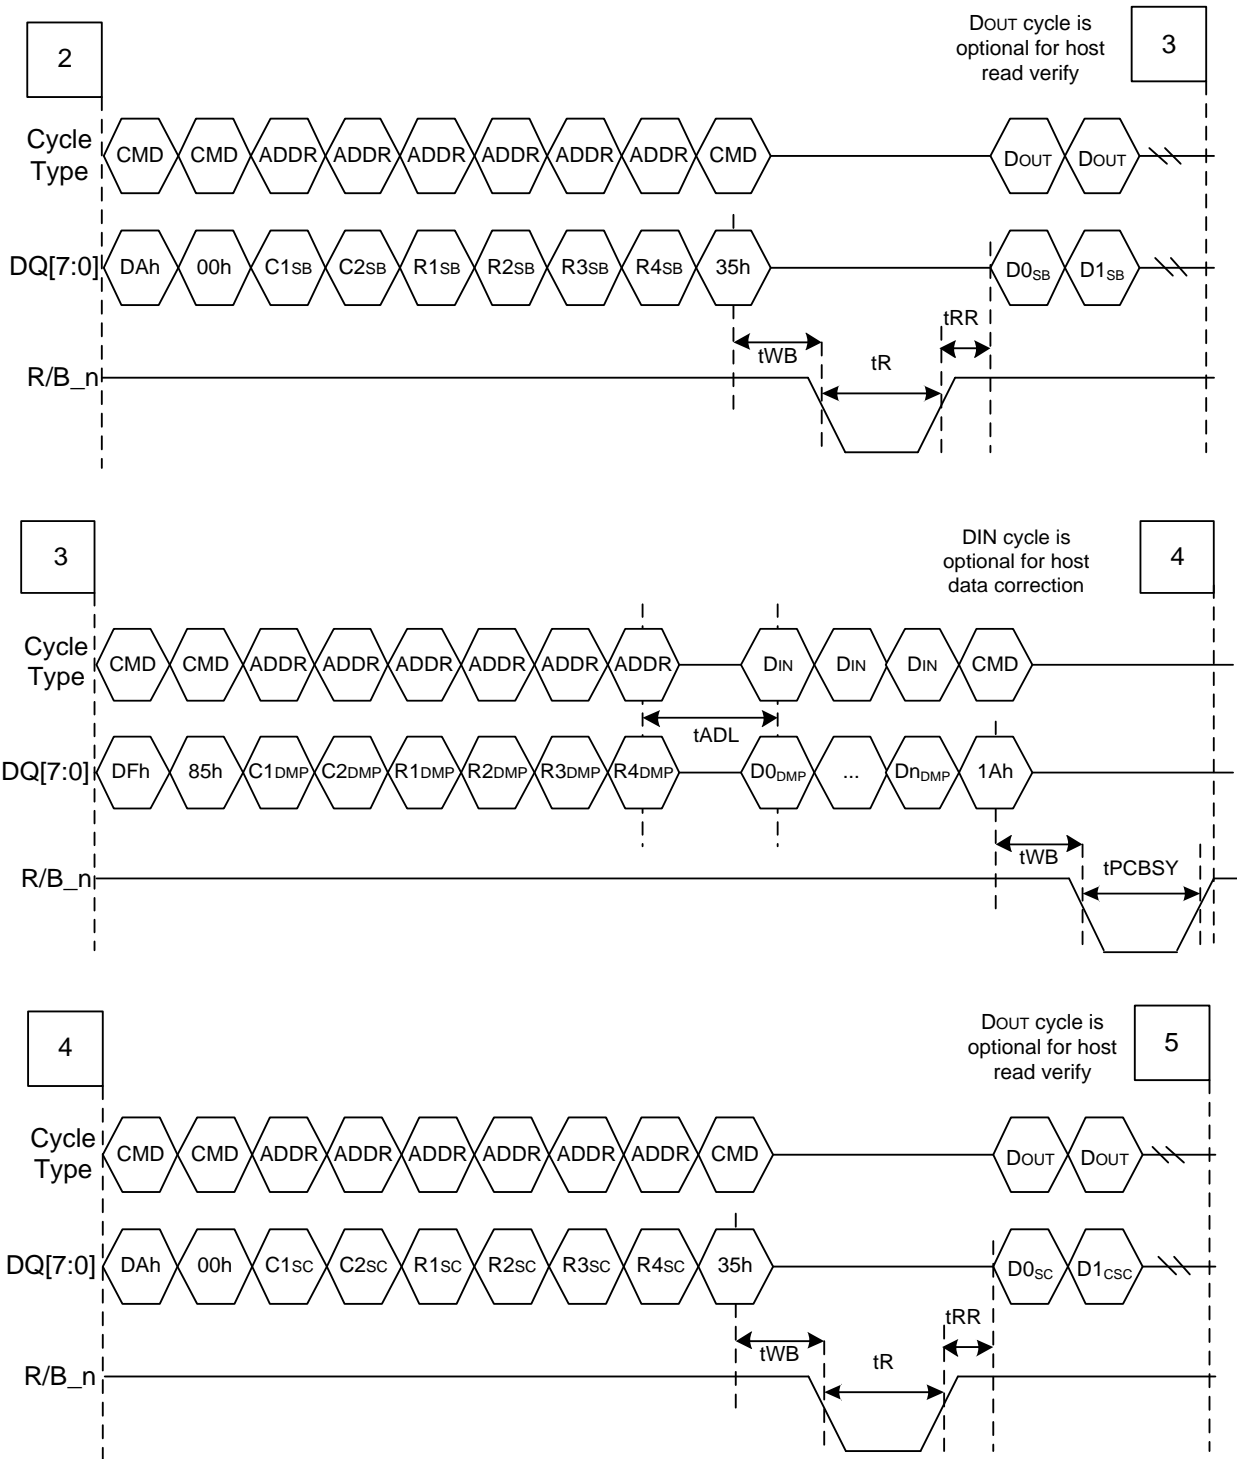 2
DOUT cycle is
optional for host
read verify
3
Cycle
Type
CMD CMD ADDR ADDR ADDR ADDR ADDR ADDR CMD DOUT DOUT
DQ[7:0] DAh 00h C1SB C2SB R1SB R2SB R3SB R4SB 35h D0SB D1SB
tWB tR tRR
R/B_n
3
DIN cycle is
optional for host
data correction
4
Cycle
Type
CMD CMD ADDR ADDR ADDR ADDR ADDR ADDR DIN DIN DIN CMD
tADL
DQ[7:0] DFh 85h C1DMP C2DMP R1DMP R2DMP R3DMP R4DMP D0DMP ... DnDMP 1Ah
tWB tPCBSY
R/B_n
4
DOUT cycle is
optional for host
read verify
5
Cycle
Type
CMD CMD ADDR ADDR ADDR ADDR ADDR ADDR CMD DOUT DOUT
DQ[7:0] DAh 00h C1SC C2SC R1SC R2SC R3SC R4SC 35h D0SC D1CSC
tWB tR tRR
R/B_n